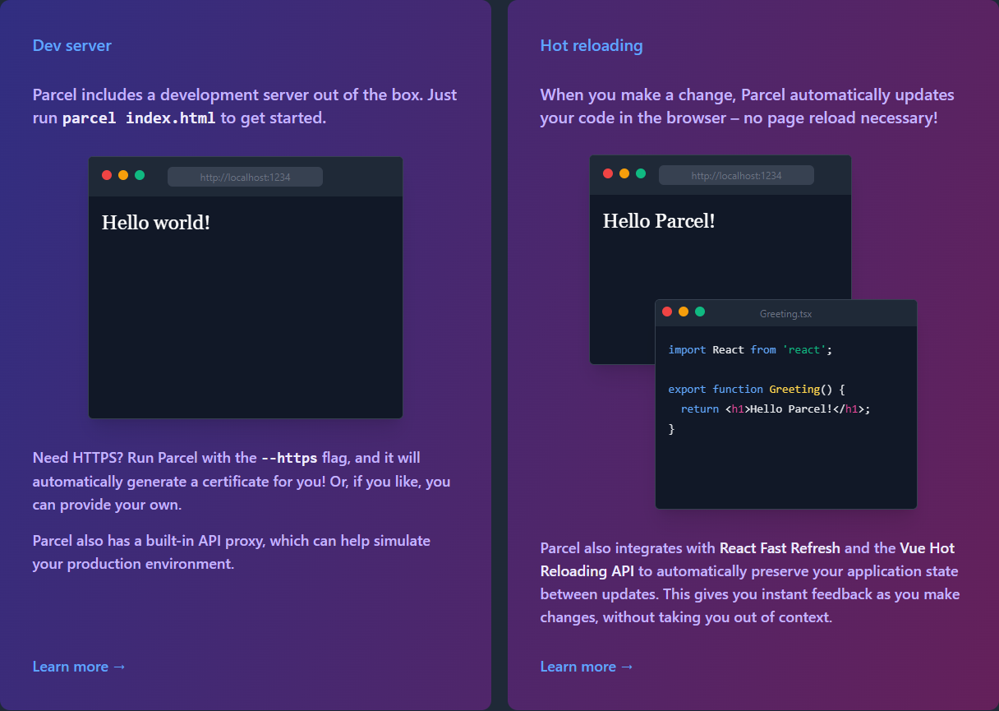 Dev server
Parcel includes a development server out of the box. Just
run parcel index.html to get started.
http://localhost:1234
Hello world!
Need HTTPS? Run Parcel with the --https flag, and it will
automatically generate a certificate for you! Or, if you like, you
can provide your own.
Parcel also has a built-in API proxy, which can help simulate
your production environment.
Learn more →
Hot reloading
When you make a change, Parcel automatically updates
your code in the browser – no page reload necessary!
http://localhost:1234
Hello Parcel!
Greeting.tsx
import React from 'react';
export function Greeting() {
  return <h1>Hello Parcel!</h1>;
}
Parcel also integrates with React Fast Refresh and the Vue Hot
Reloading API to automatically preserve your application state
between updates. This gives you instant feedback as you make
changes, without taking you out of context.
Learn more →